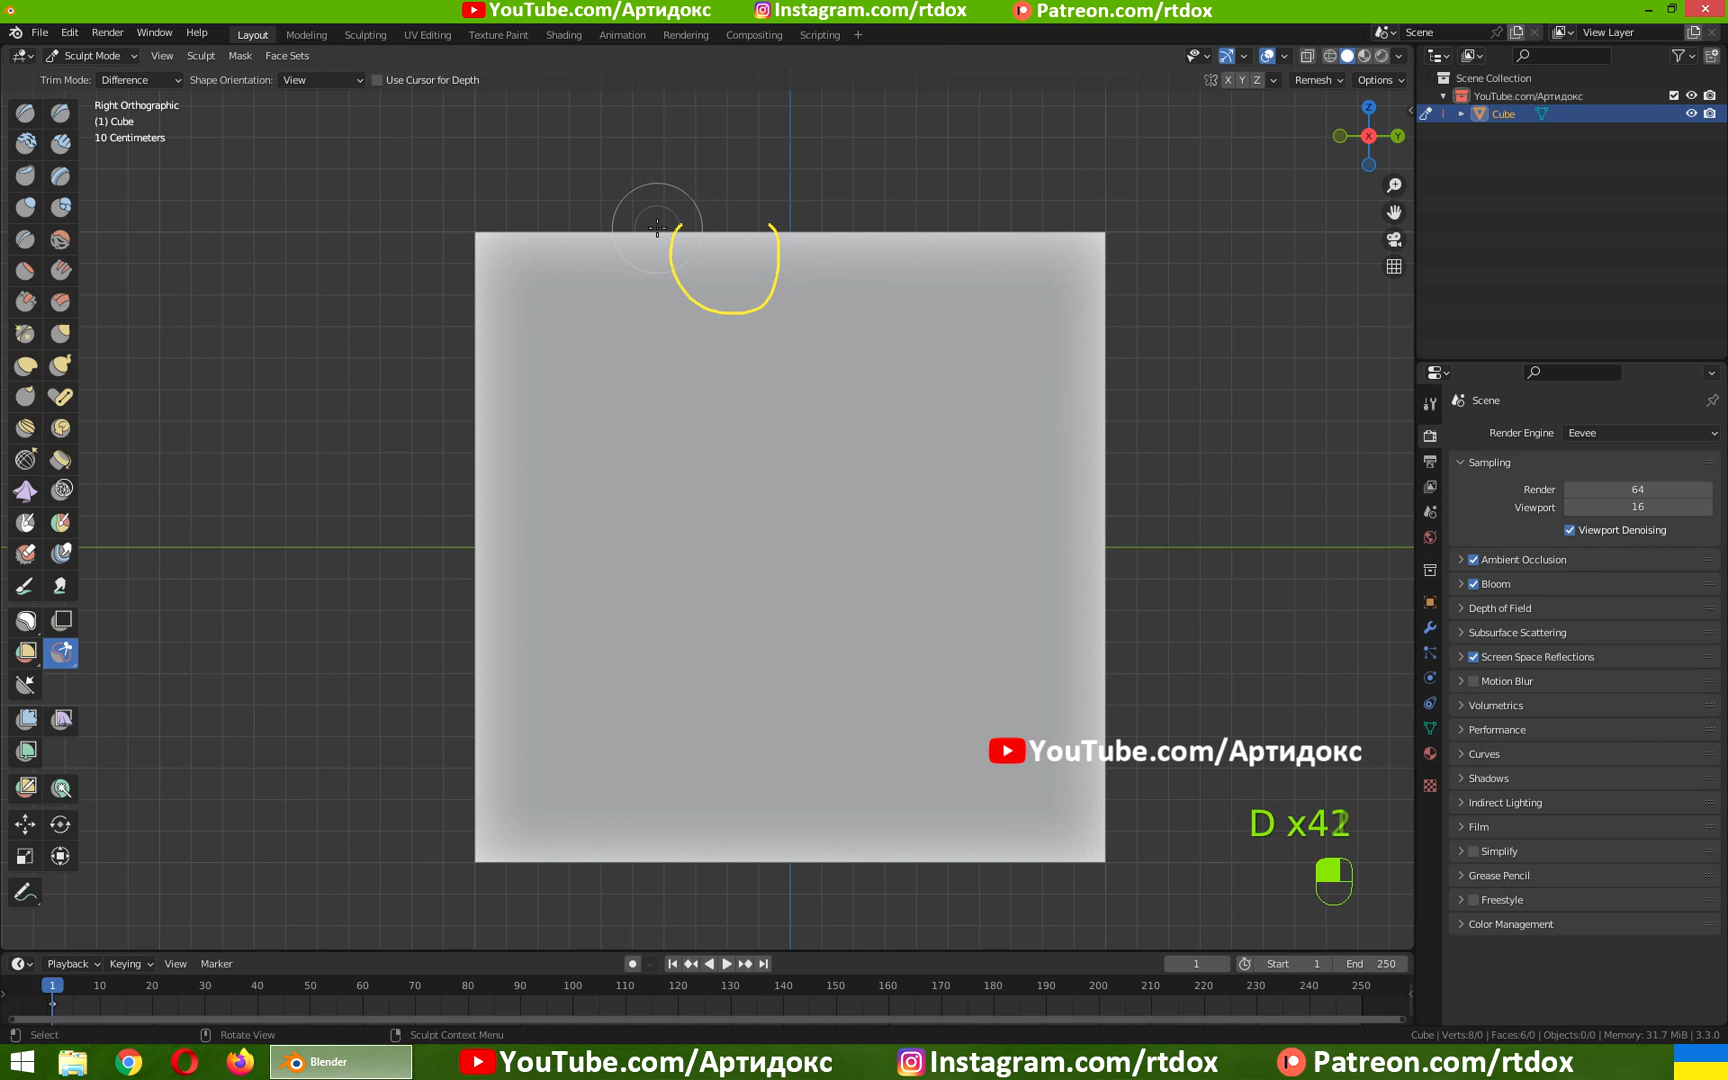 YouTube.com/Артидокс Instagram.com/rtdox Patreon.com/rtdox
File Edit Render Window Help Layout Modeling Sculpting UV Editing Texture Paint Shading Animation Rendering Compositing Scripting + Scene View Layer
Sculpt Mode View Sculpt Mask Face Sets
Trim Mode: Difference Shape Orientation: View Use Cursor for Depth X Y Z Remesh Options
Scene Collection
YouTube.com/Артидокс
Cube
Right Orthographic
(1) Cube
10 Centimeters
Z
X
Y
Scene
Render Engine Eevee
Sampling
Render 64
Viewport 16
Viewport Denoising
Ambient Occlusion
Bloom
Depth of Field
Subsurface Scattering
Screen Space Reflections
Motion Blur
Volumetrics
Performance
Curves
Shadows
Indirect Lighting
Film
Simplify
Grease Pencil
Freestyle
Color Management
YouTube.com/Артидокс
D x42
Playback Keying View Marker 1 Start 1 End 250
1 10 20 30 40 50 60 70 80 90 100 110 120 130 140 150 160 170 180 190 200 210 220 230 240 250
Select Rotate View Sculpt Context Menu Cube | Verts:8/0 | Faces:6/0 | Objects:0/0 | Memory: 31.7 MiB | 3.3.0
Blender YouTube.com/Артидокс Instagram.com/rtdox Patreon.com/rtdox